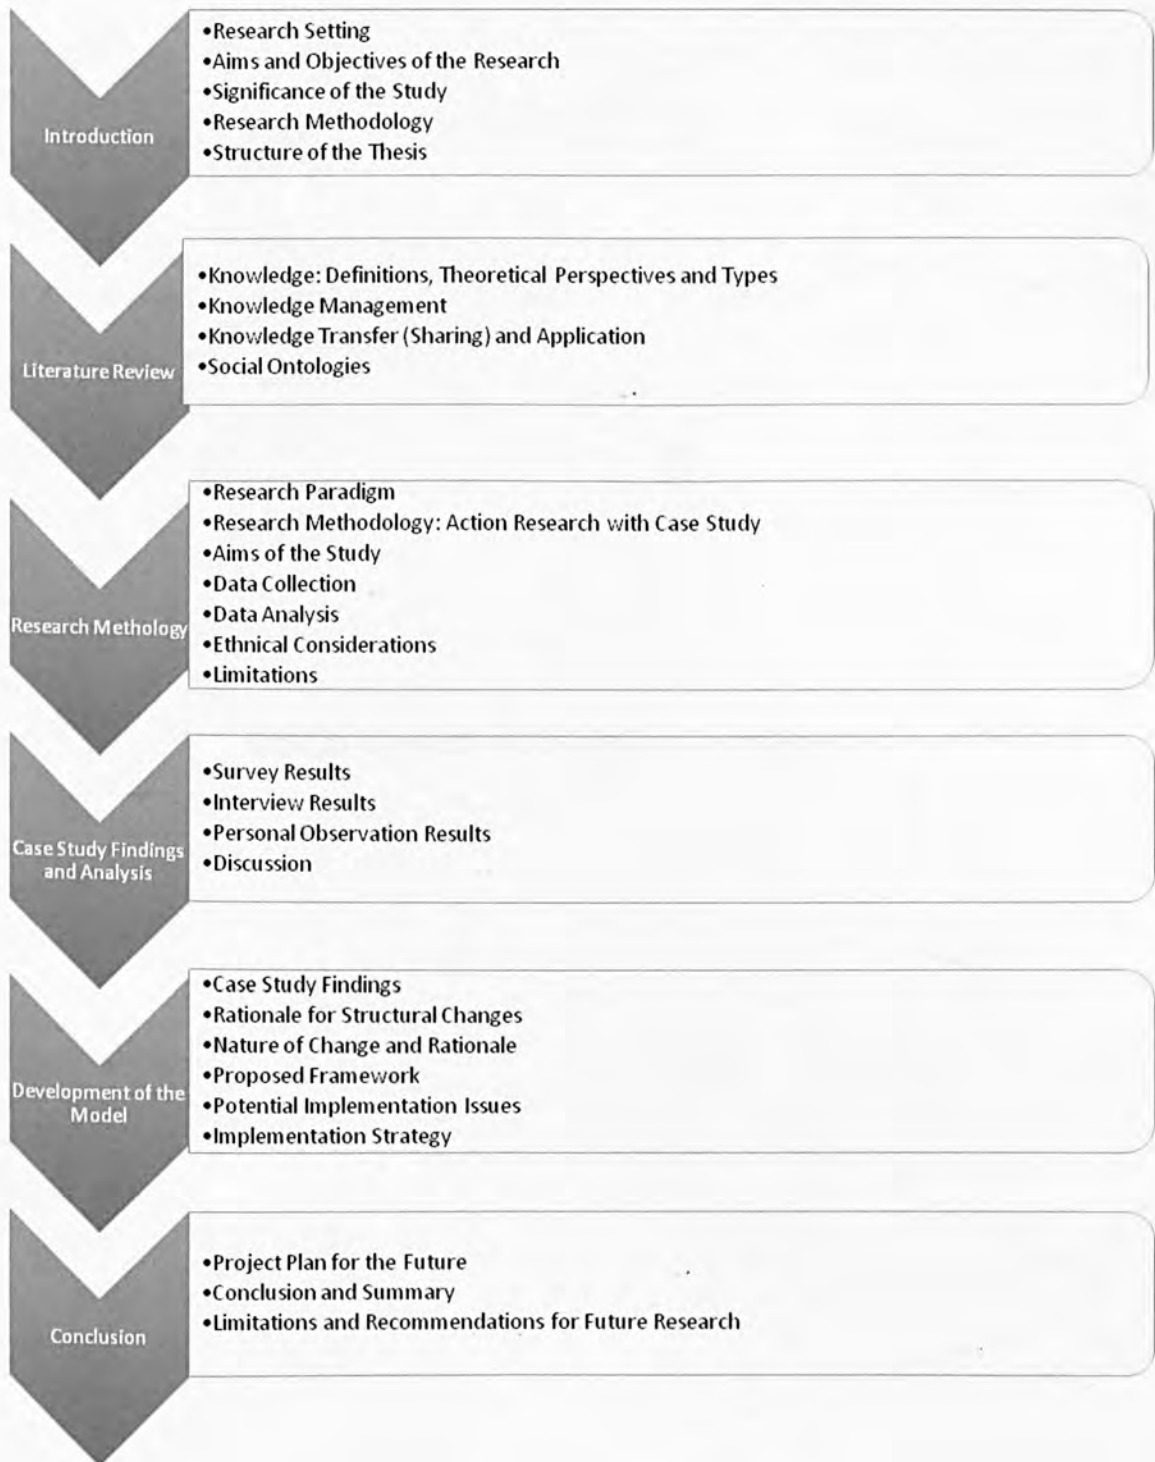 Introduction
•Research Setting
•Aims and Objectives of the Research
•Significance of the Study
•Research Methodology
•Structure of the Thesis
Literature Review
•Knowledge: Definitions, Theoretical Perspectives and Types
•Knowledge Management
•Knowledge Transfer (Sharing) and Application
•Social Ontologies
Research Methology
•Research Paradigm
•Research Methodology: Action Research with Case Study
•Aims of the Study
•Data Collection
•Data Analysis
•Ethnical Considerations
•Limitations
Case Study Findings
and Analysis
•Survey Results
•Interview Results
•Personal Observation Results
•Discussion
Development of the
Model
•Case Study Findings
•Rationale for Structural Changes
•Nature of Change and Rationale
•Proposed Framework
•Potential Implementation Issues
•Implementation Strategy
Conclusion
•Project Plan for the Future
•Conclusion and Summary
•Limitations and Recommendations for Future Research